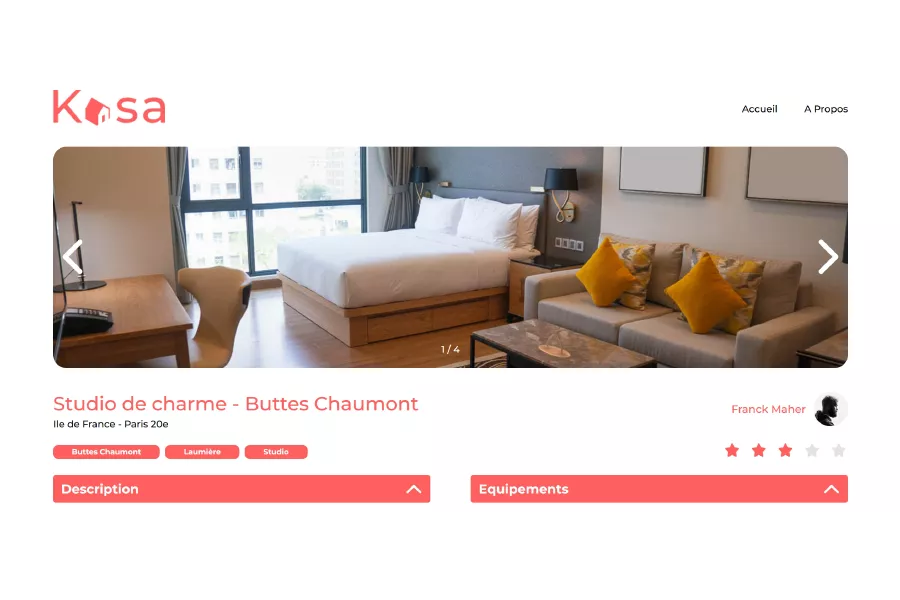 Kasa
Accueil
A Propos
1 / 4
Studio de charme - Buttes Chaumont
Ile de France - Paris 20e
Franck Maher
Buttes Chaumont
Laumière
Studio
Description
Equipements